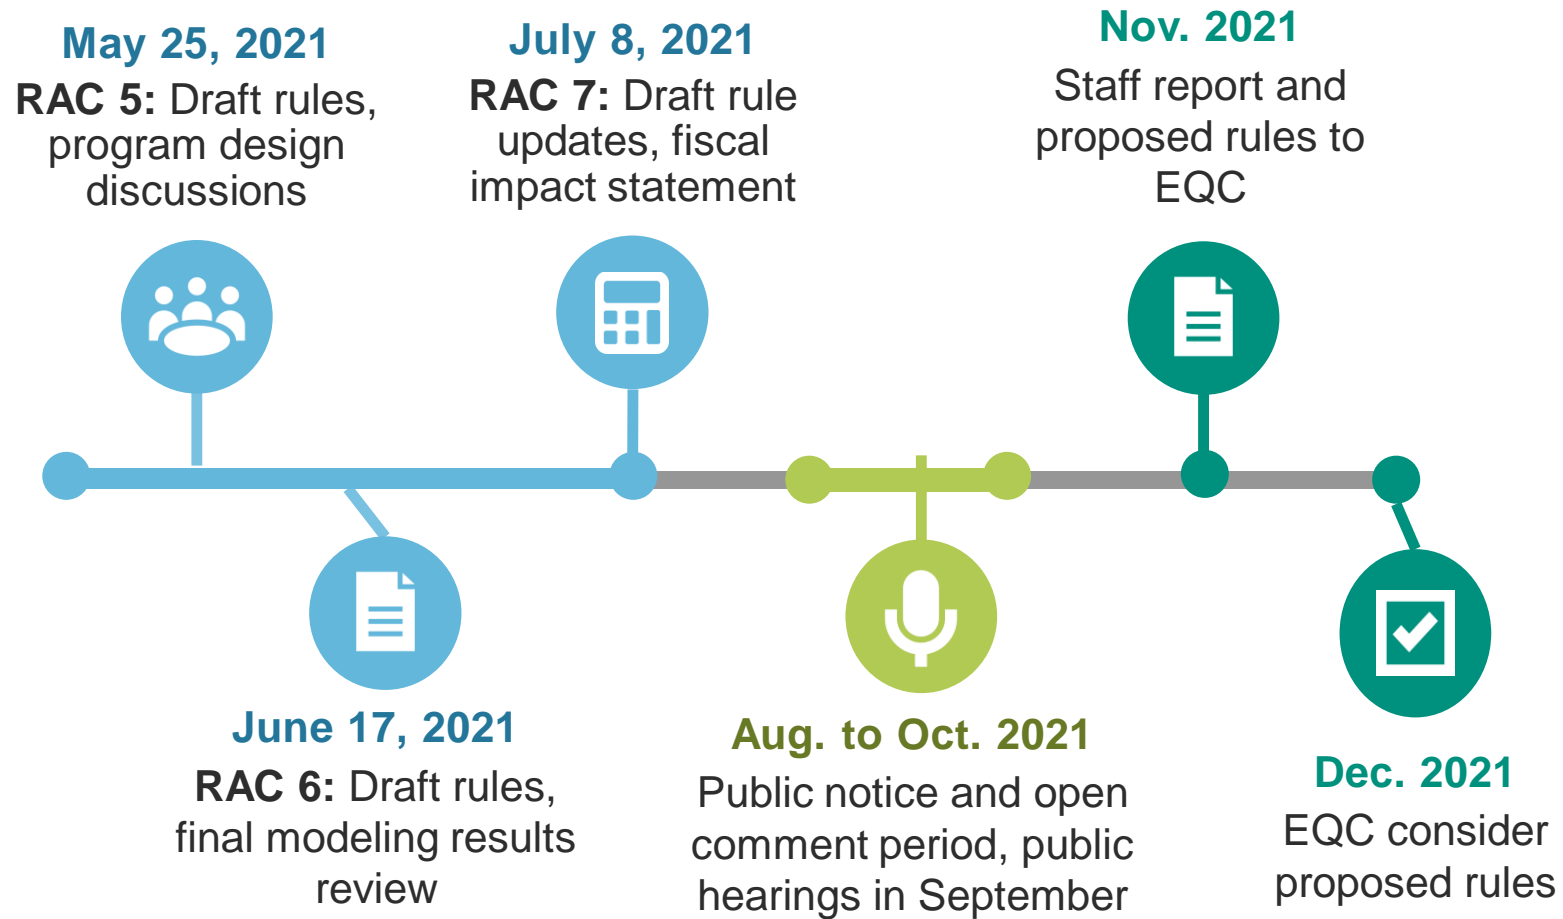 May 25, 2021
RAC 5: Draft rules,
program design
discussions
July 8, 2021
RAC 7: Draft rule
updates, fiscal
impact statement
Nov. 2021
Staff report and
proposed rules to
EQC
June 17, 2021
RAC 6: Draft rules,
final modeling results
review
Aug. to Oct. 2021
Public notice and open
comment period, public
hearings in September
Dec. 2021
EQC consider
proposed rules